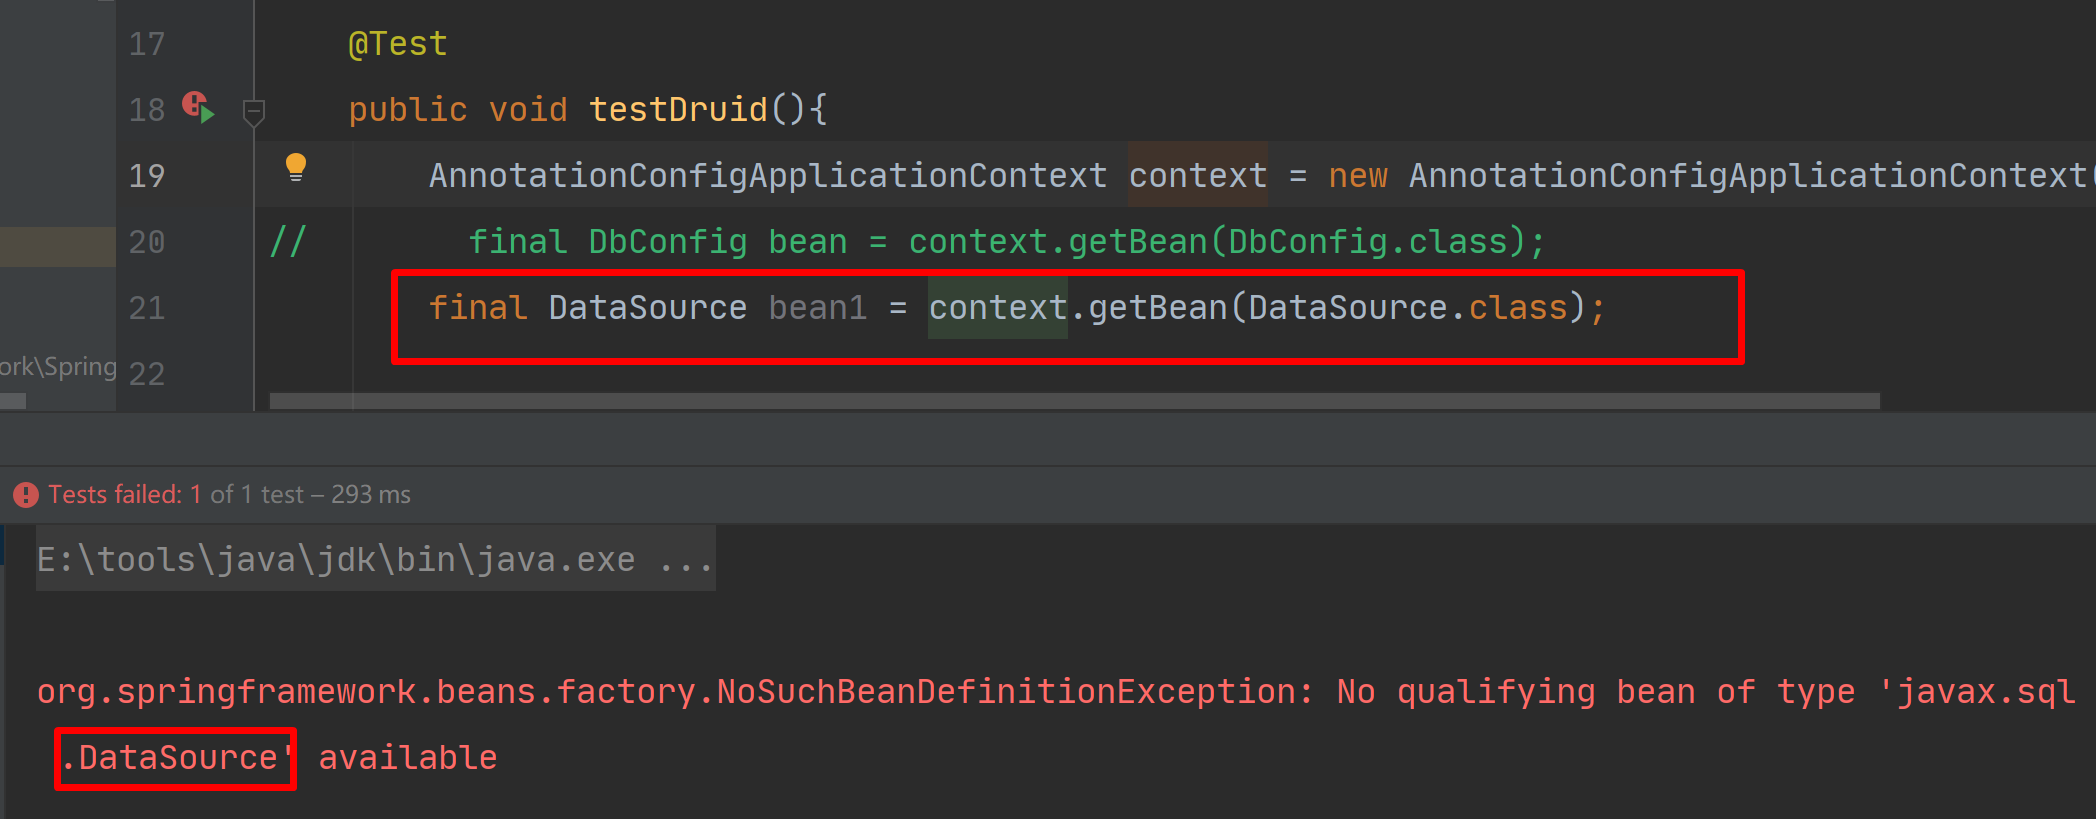 17 @Test
18 public void testDruid(){
19 AnnotationConfigApplicationContext context = new AnnotationConfigApplicationContext(
20 // final DbConfig bean = context.getBean(DbConfig.class);
21 final DataSource bean1 = context.getBean(DataSource.class);
ork\Spring
22
Tests failed: 1 of 1 test – 293 ms
E:\tools\java\jdk\bin\java.exe ...
org.springframework.beans.factory.NoSuchBeanDefinitionException: No qualifying bean of type 'javax.sql
.DataSource' available